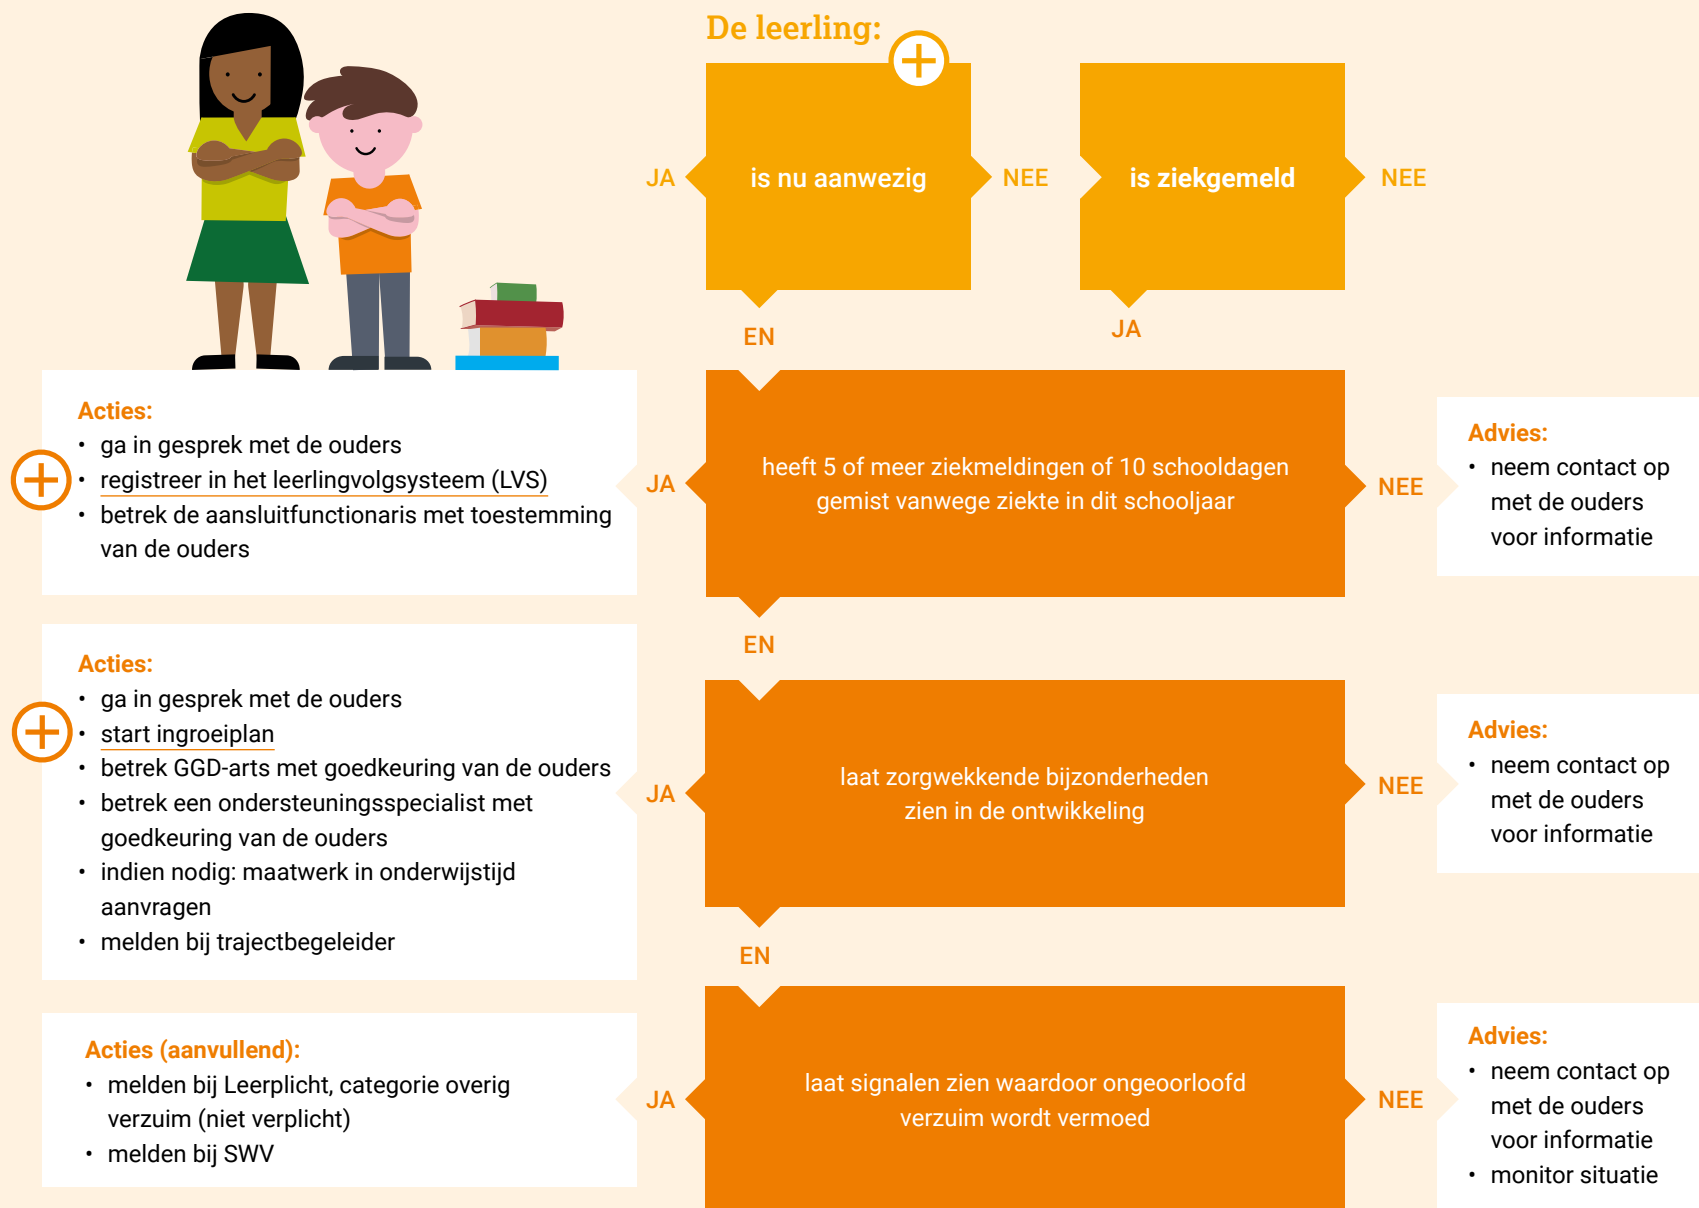 De leerling:
JA
is nu aanwezig
NEE
is ziekgemeld
NEE
EN
JA
Acties:
• ga in gesprek met de ouders
• registreer in het leerlingvolgsysteem (LVS)
• betrek de aansluitfunctionaris met toestemming
van de ouders
JA
heeft 5 of meer ziekmeldingen of 10 schooldagen
gemist vanwege ziekte in dit schooljaar
NEE
Advies:
• neem contact op
met de ouders
voor informatie
EN
Acties:
• ga in gesprek met de ouders
• start ingroeiplan
• betrek GGD-arts met goedkeuring van de ouders
• betrek een ondersteuningsspecialist met
goedkeuring van de ouders
• indien nodig: maatwerk in onderwijstijd
aanvragen
• melden bij trajectbegeleider
JA
laat zorgwekkende bijzonderheden
zien in de ontwikkeling
NEE
Advies:
• neem contact op
met de ouders
voor informatie
EN
Acties (aanvullend):
• melden bij Leerplicht, categorie overig
verzuim (niet verplicht)
• melden bij SWV
JA
laat signalen zien waardoor ongeoorloofd
verzuim wordt vermoed
NEE
Advies:
• neem contact op
met de ouders
voor informatie
• monitor situatie